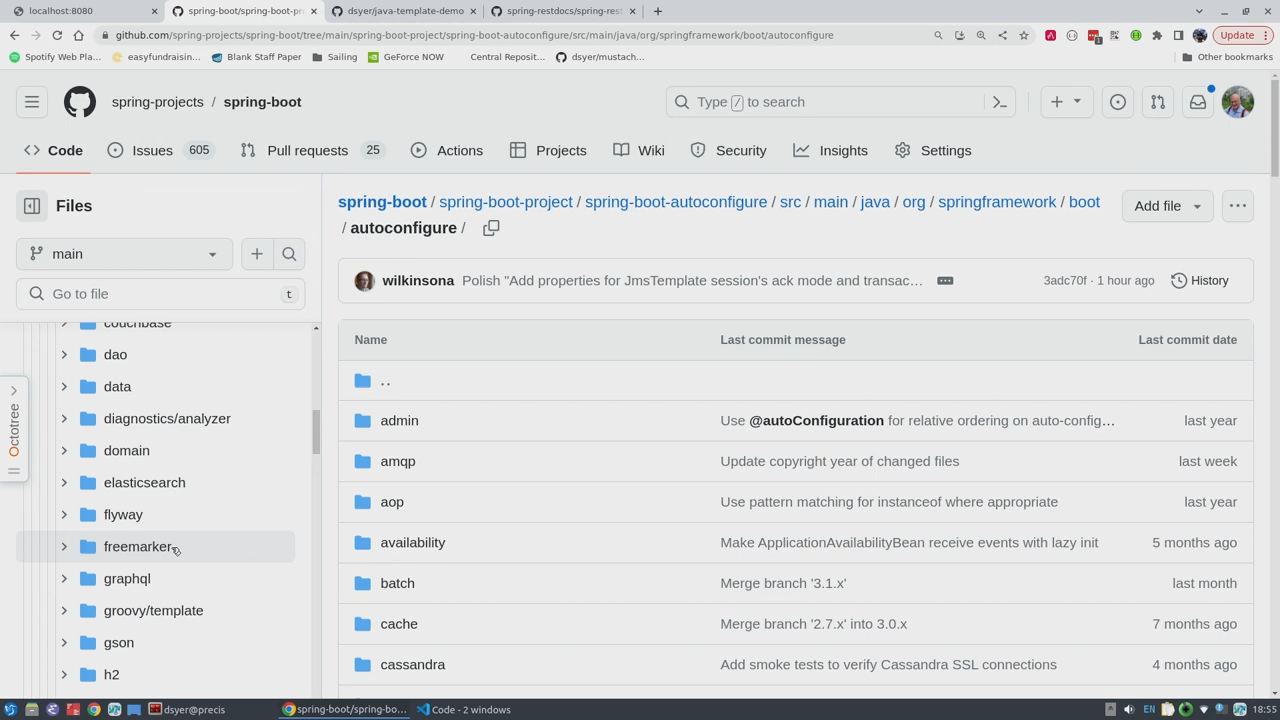 localhost:8080
spring-boot/spring-boot-pr
dsyer/java-template-demo
spring-restdocs/spring-rest
github.com/spring-projects/spring-boot/tree/main/spring-boot-project/spring-boot-autoconfigure/src/main/java/org/springframework/boot/autoconfigure
Update
Spotify Web Pla...
easyfundraisin...
Blank Staff Paper
Sailing
GeForce NOW
Central Reposit...
dsyer/mustach...
Other bookmarks
spring-projects / spring-boot
Type / to search
Code
Issues 605
Pull requests 25
Actions
Projects
Wiki
Security
Insights
Settings
Files
main
Go to file
t
couchbase
dao
data
diagnostics/analyzer
domain
elasticsearch
flyway
freemarker
graphql
groovy/template
gson
h2
Octotree
spring-boot / spring-boot-project / spring-boot-autoconfigure / src / main / java / org / springframework / boot
/ autoconfigure /
Add file
wilkinsona Polish "Add properties for JmsTemplate session's ack mode and transac...
3adc70f · 1 hour ago
History
Name Last commit message Last commit date
..
admin Use @autoConfiguration for relative ordering on auto-config... last year
amqp Update copyright year of changed files last week
aop Use pattern matching for instanceof where appropriate last year
availability Make ApplicationAvailabilityBean receive events with lazy init 5 months ago
batch Merge branch '3.1.x' last month
cache Merge branch '2.7.x' into 3.0.x 7 months ago
cassandra Add smoke tests to verify Cassandra SSL connections 4 months ago
dsyer@precis
spring-boot/spring-bo...
Code - 2 windows
EN
18:55